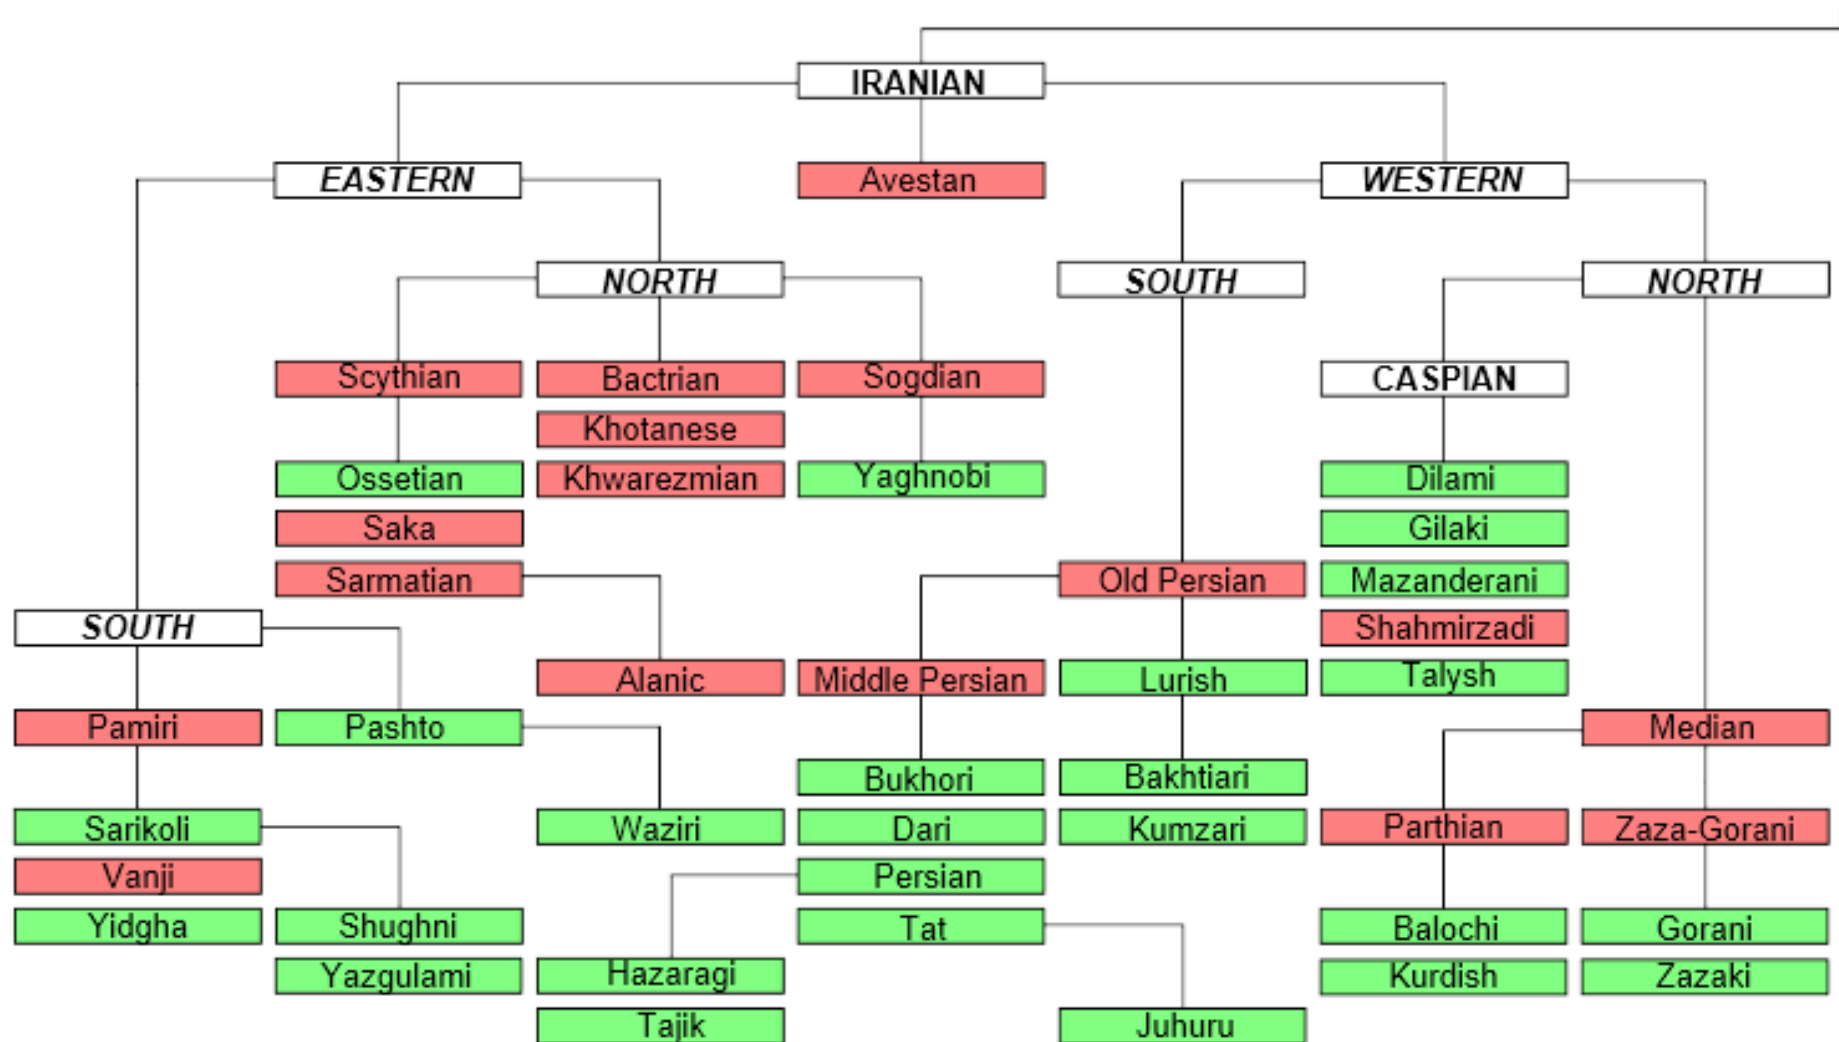 IRANIAN
EASTERN
Avestan
WESTERN
NORTH
SOUTH
NORTH
Scythian
Bactrian
Sogdian
CASPIAN
Khotanese
Ossetian
Khwarezmian
Yaghnobi
Dilami
Saka
Gilaki
Sarmatian
Old Persian
Mazanderani
SOUTH
Shahmirzadi
Alanic
Middle Persian
Lurish
Talysh
Pamiri
Pashto
Median
Bukhori
Bakhtiari
Sarikoli
Waziri
Dari
Kumzari
Parthian
Zaza-Gorani
Vanji
Persian
Yidgha
Shughni
Tat
Balochi
Gorani
Yazgulami
Hazaragi
Kurdish
Zazaki
Tajik
Juhuru